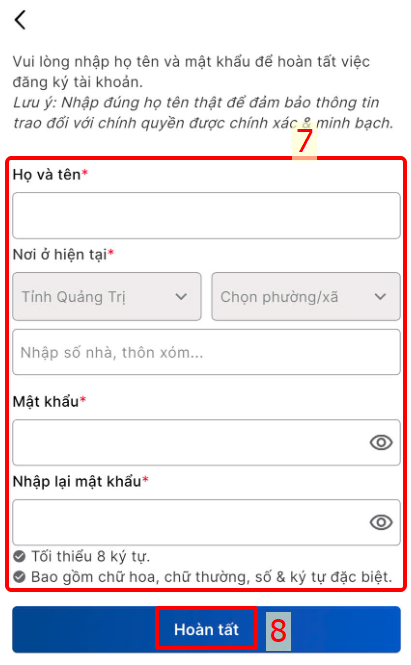 Vui lòng nhập họ tên và mật khẩu để hoàn tất việc
đăng ký tài khoản.
Lưu ý: Nhập đúng họ tên thật để đảm bảo thông tin
trao đổi với chính quyền được chính xác & minh bạch.
7
Họ và tên*
Nơi ở hiện tại*
Tỉnh Quảng Trị Chọn phường/xã
Nhập số nhà, thôn xóm...
Mật khẩu*
Nhập lại mật khẩu*
Tối thiểu 8 ký tự.
Bao gồm chữ hoa, chữ thường, số & ký tự đặc biệt.
Hoàn tất 8